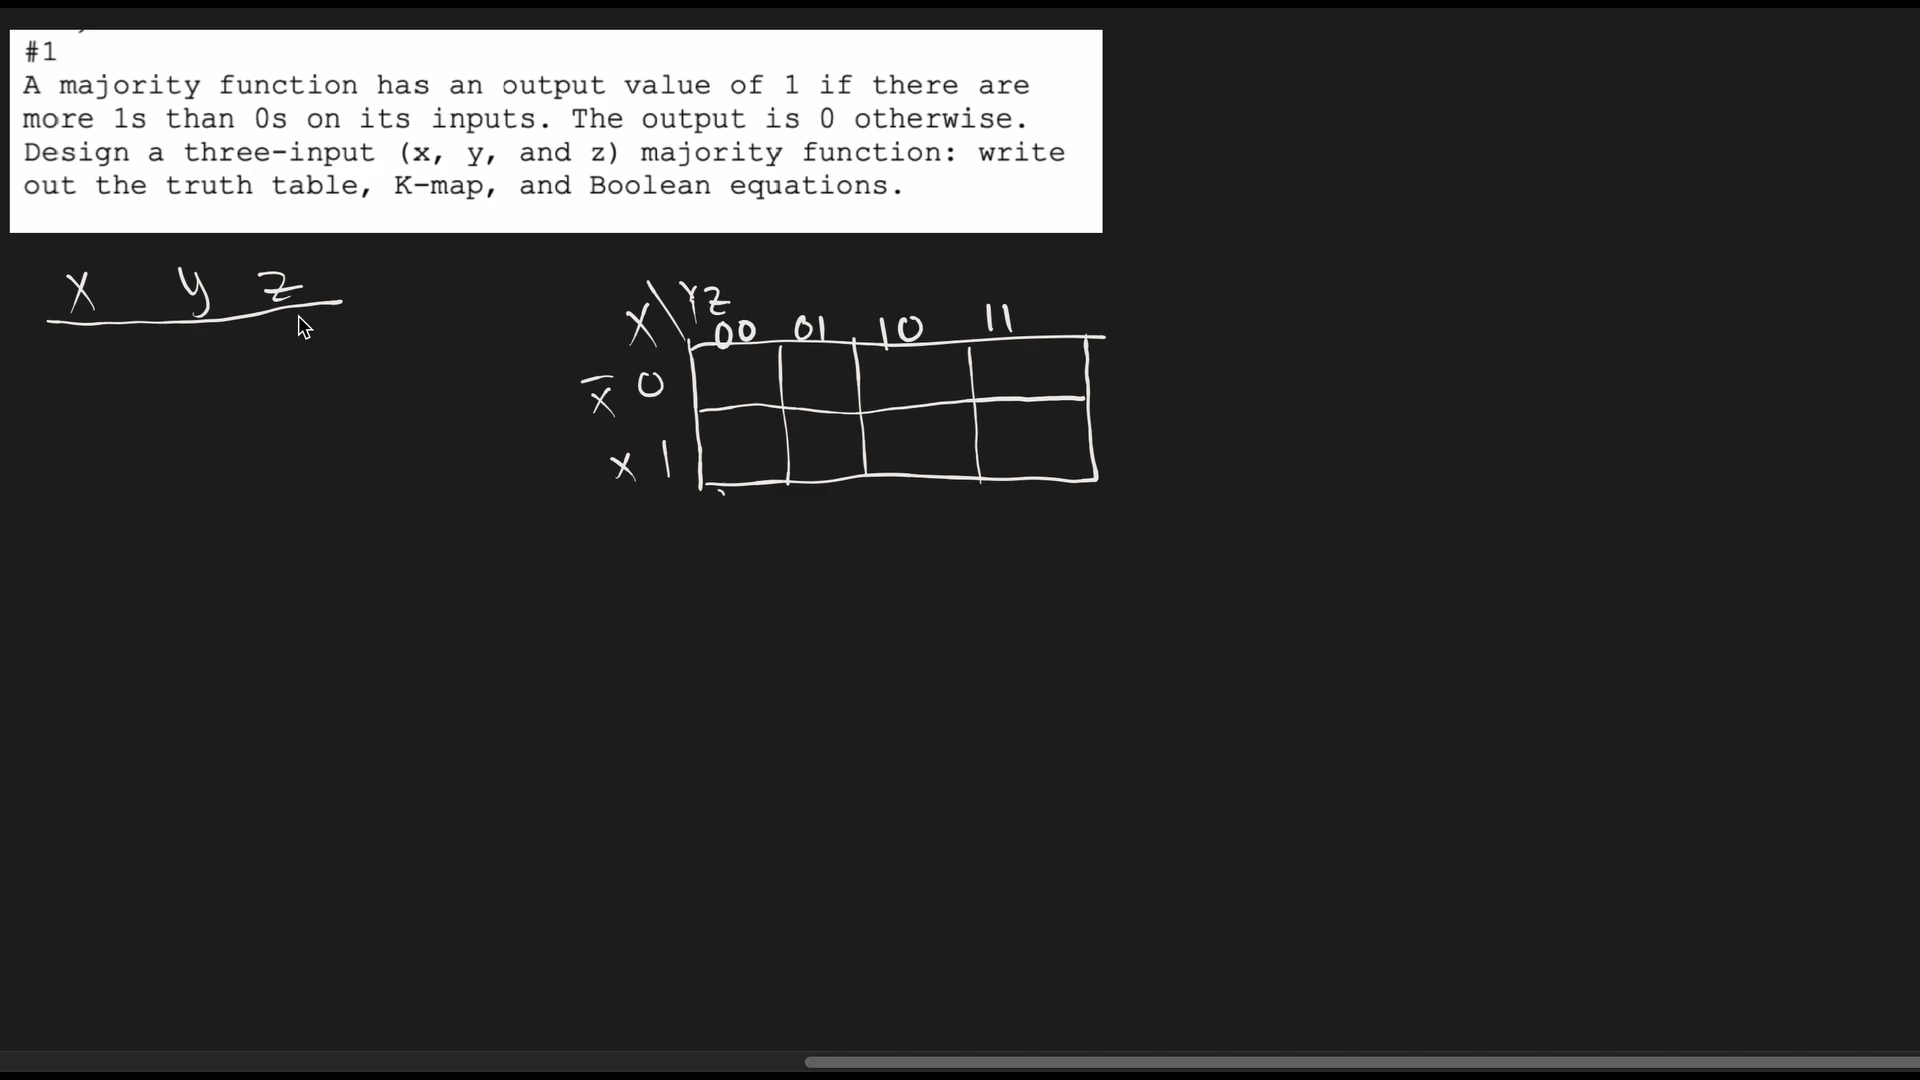 #1
A majority function has an output value of 1 if there are
more 1s than 0s on its inputs. The output is 0 otherwise.
Design a three-input (x, y, and z) majority function: write
out the truth table, K-map, and Boolean equations.
x y z
X \ YZ
00 01 10 11
x̅ 0
x 1